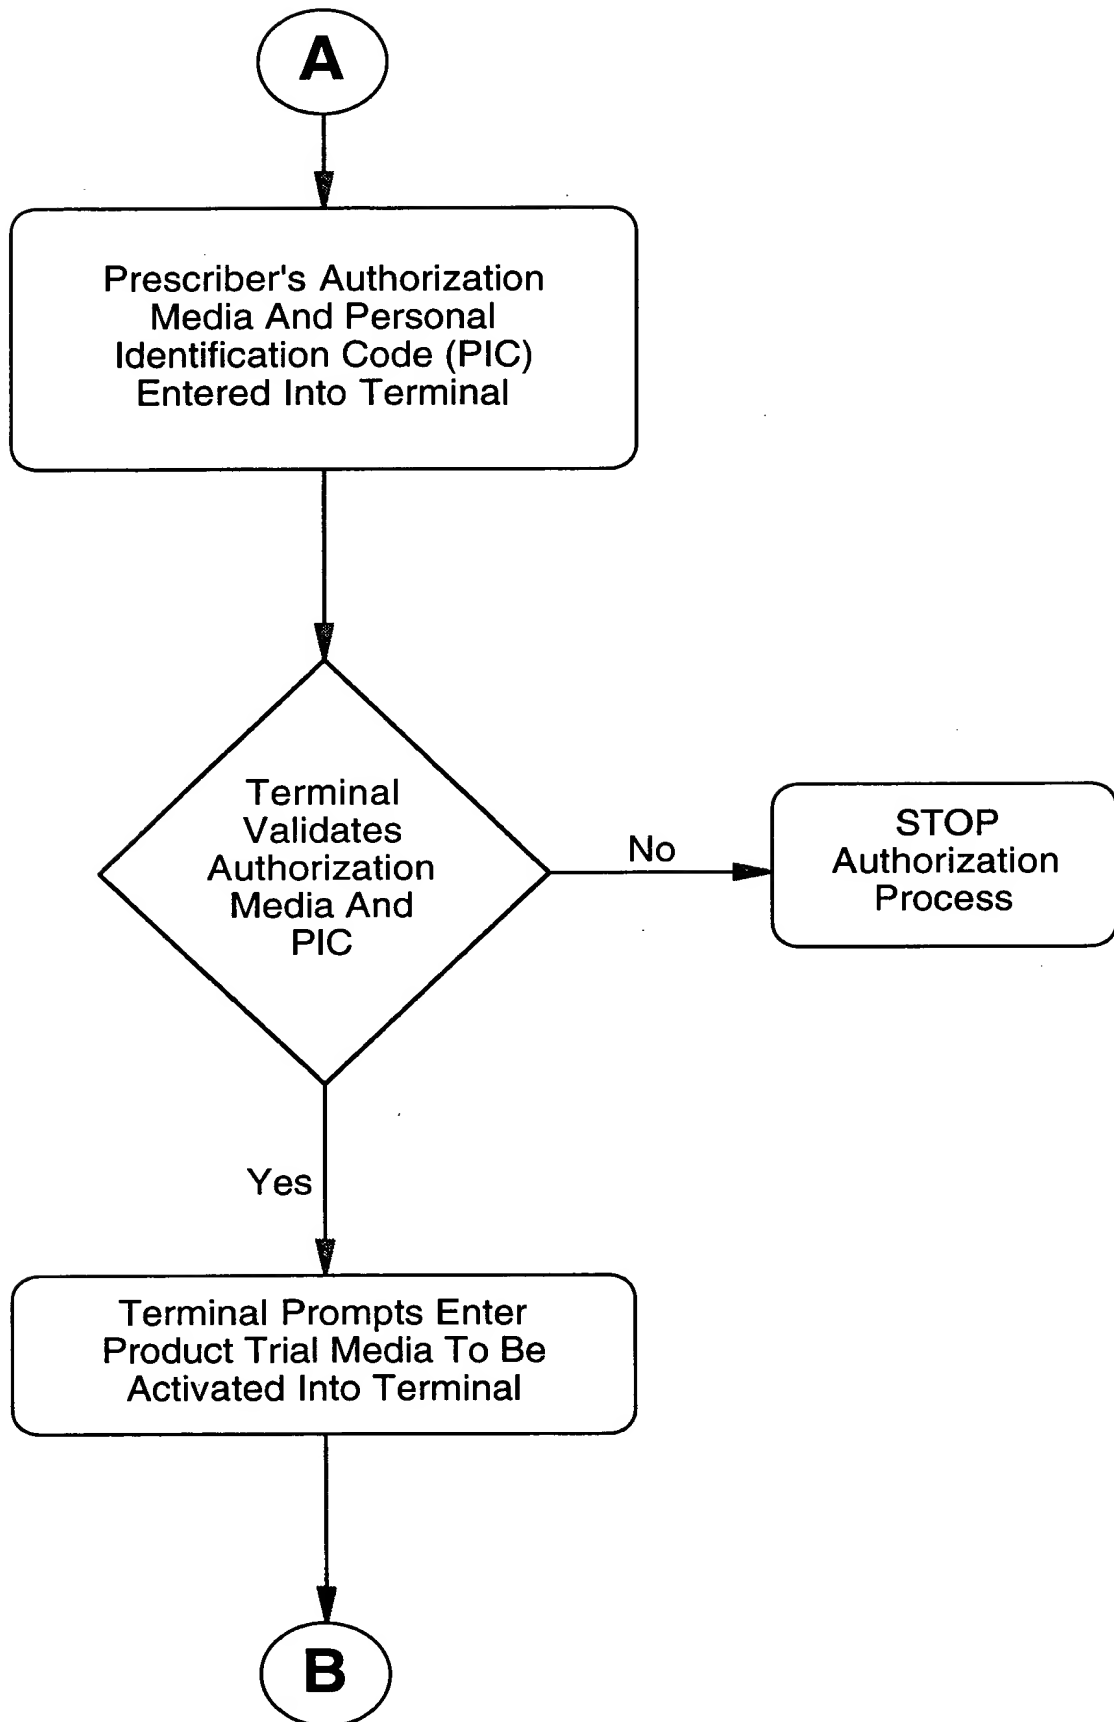 A
Prescriber's Authorization
Media And Personal
Identification Code (PIC)
Entered Into Terminal
Terminal
Validates
Authorization
Media And
PIC
No
STOP
Authorization
Process
Yes
Terminal Prompts Enter
Product Trial Media To Be
Activated Into Terminal
B